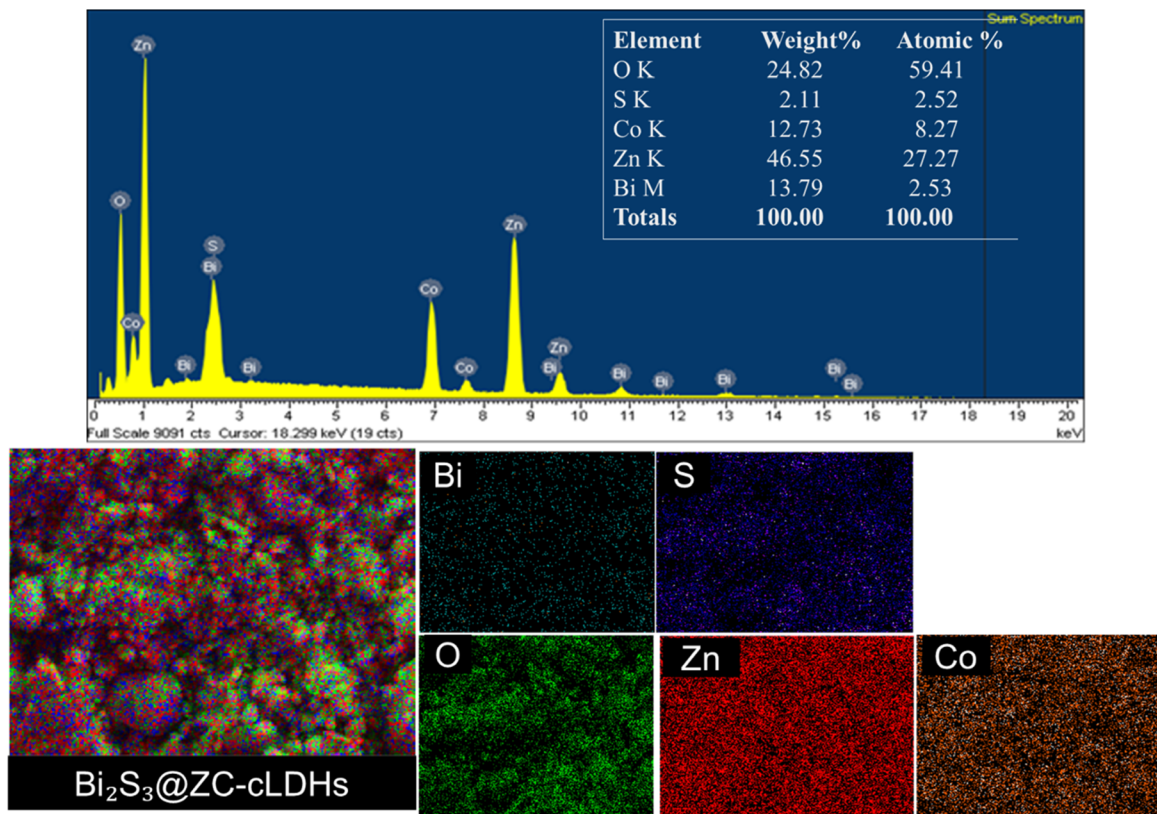 Sum Spectrum
Element Weight% Atomic %
O K 24.82 59.41
S K 2.11 2.52
Co K 12.73 8.27
Zn K 46.55 27.27
Bi M 13.79 2.53
Totals 100.00 100.00
Zn
O
Co
Bi
S
Bi
Bi
Co
Co
Zn
Zn
Bi
Bi
Bi
Bi
Bi
Bi
0 1 2 3 4 5 6 7 8 9 10 11 12 13 14 15 16 17 18 19 20
Full Scale 9091 cts Cursor: 18.299 keV (19 cts) keV
Bi S
O Zn Co
Bi₂S₃@ZC-cLDHs